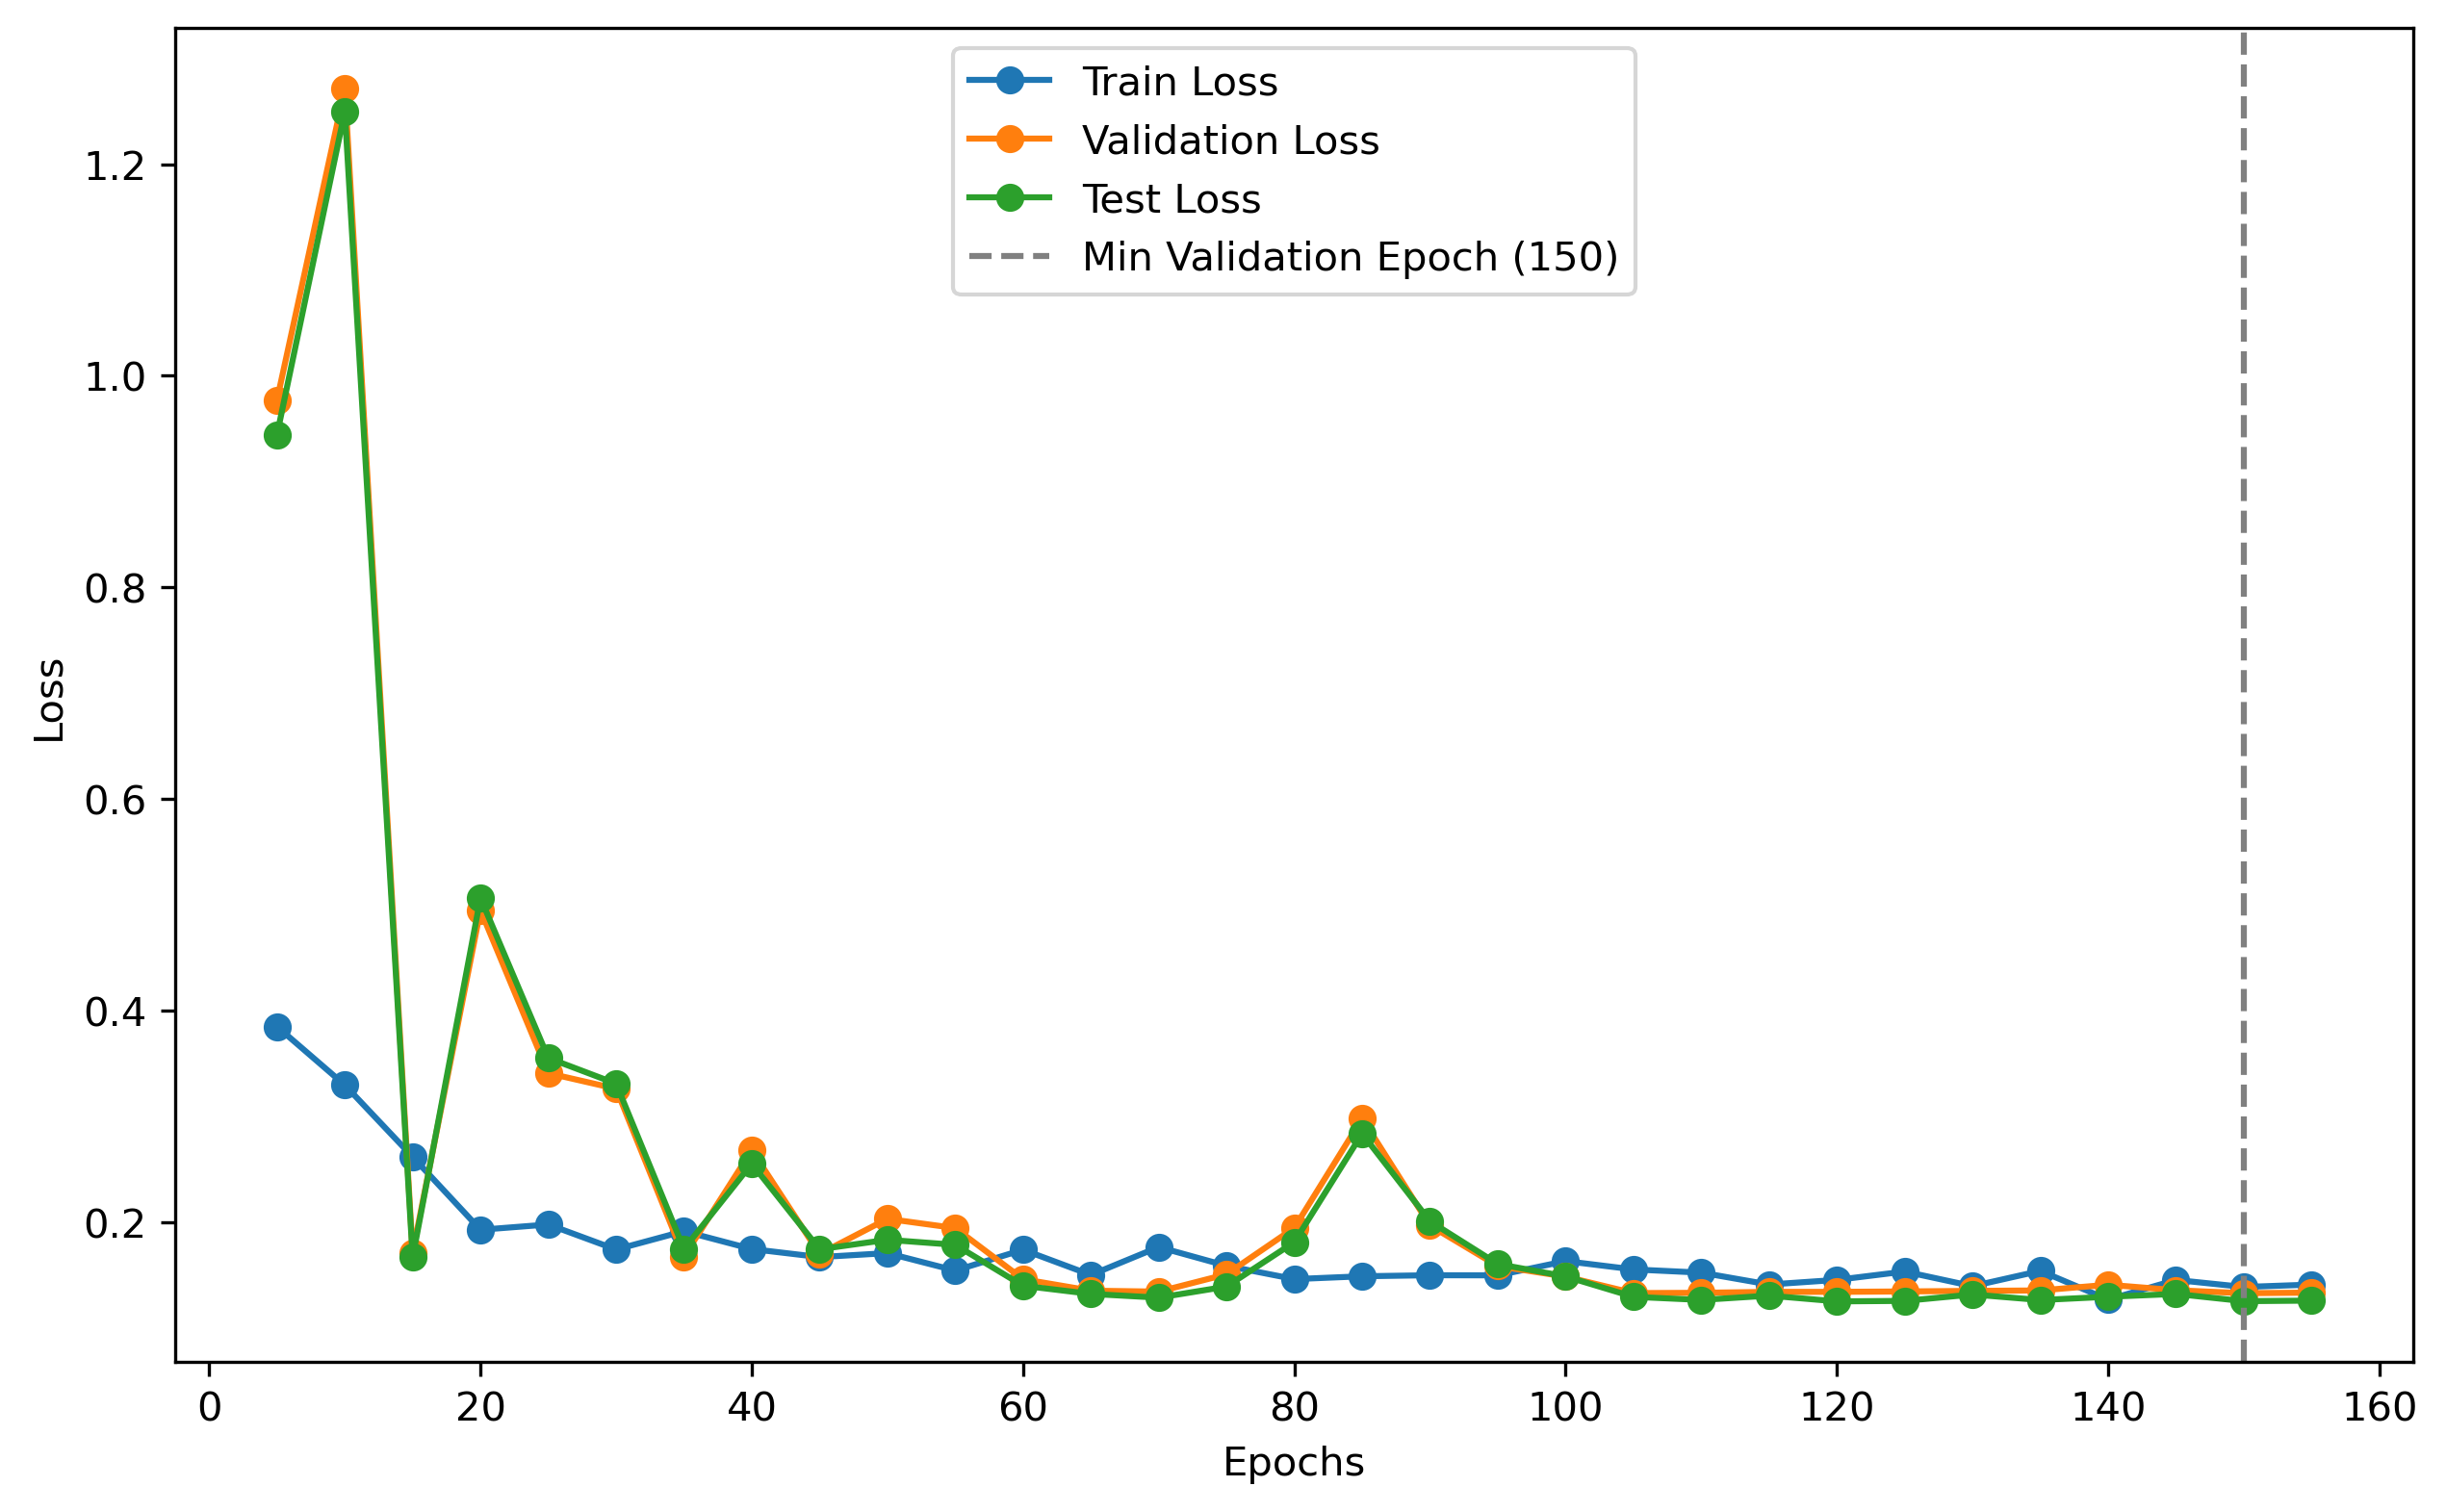 Train Loss
Validation Loss
Test Loss
Min Validation Epoch (150)
1.2
1.0
0.8
0.6
0.4
0.2
Loss
0 20 40 60 80 100 120 140 160
Epochs